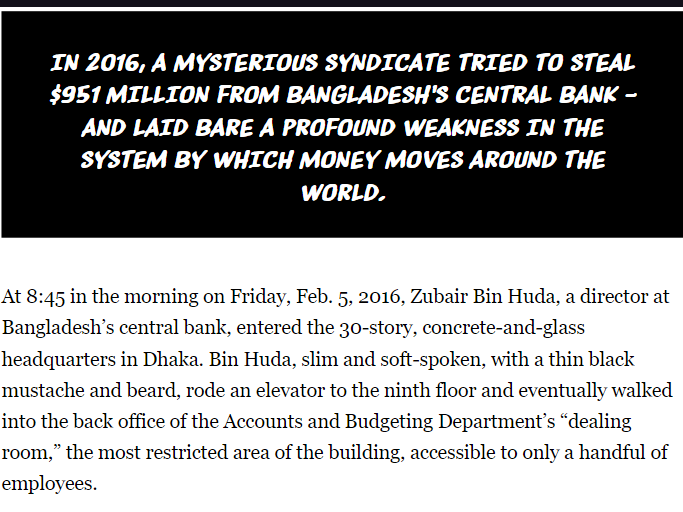 IN 2016, A MYSTERIOUS SYNDICATE TRIED TO STEAL
$951 MILLION FROM BANGLADESH'S CENTRAL BANK –
AND LAID BARE A PROFOUND WEAKNESS IN THE
SYSTEM BY WHICH MONEY MOVES AROUND THE
WORLD.
At 8:45 in the morning on Friday, Feb. 5, 2016, Zubair Bin Huda, a director at
Bangladesh’s central bank, entered the 30-story, concrete-and-glass
headquarters in Dhaka. Bin Huda, slim and soft-spoken, with a thin black
mustache and beard, rode an elevator to the ninth floor and eventually walked
into the back office of the Accounts and Budgeting Department’s “dealing
room,” the most restricted area of the building, accessible to only a handful of
employees.